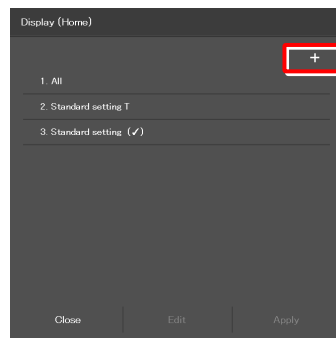 Display (Home)
+
1. All
2. Standard setting T
3. Standard setting (✓)
Close Edit Apply